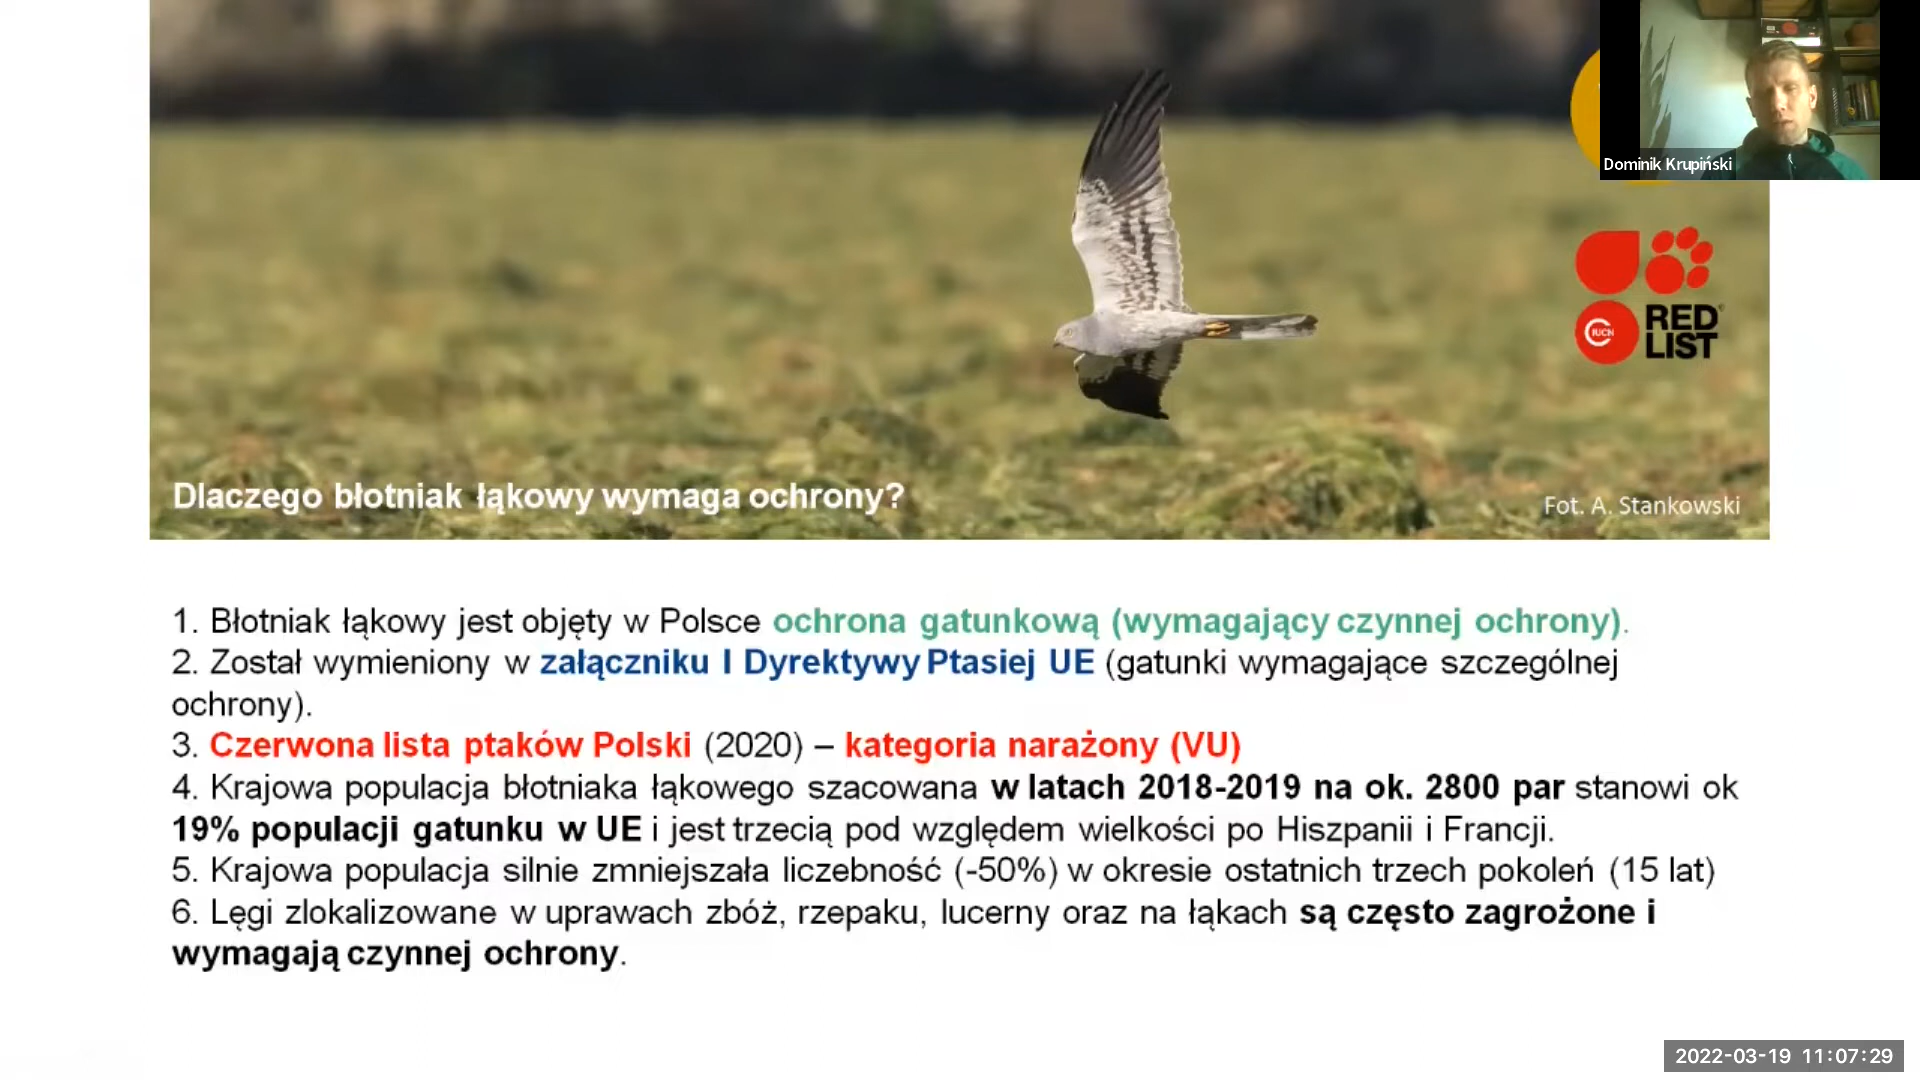 Dominik Krupiński
IUCN
RED
LIST
Dlaczego błotniak łąkowy wymaga ochrony?
Fot. A. Stankowski
1. Błotniak łąkowy jest objęty w Polsce ochrona gatunkową (wymagający czynnej ochrony).
2. Został wymieniony w załączniku I Dyrektywy Ptasiej UE (gatunki wymagające szczególnej
ochrony).
3. Czerwona lista ptaków Polski (2020) – kategoria narażony (VU)
4. Krajowa populacja błotniaka łąkowego szacowana w latach 2018-2019 na ok. 2800 par stanowi ok
19% populacji gatunku w UE i jest trzecią pod względem wielkości po Hiszpanii i Francji.
5. Krajowa populacja silnie zmniejszała liczebność (-50%) w okresie ostatnich trzech pokoleń (15 lat)
6. Lęgi zlokalizowane w uprawach zbóż, rzepaku, lucerny oraz na łąkach są często zagrożone i
wymagają czynnej ochrony.
2022-03-19 11:07:29